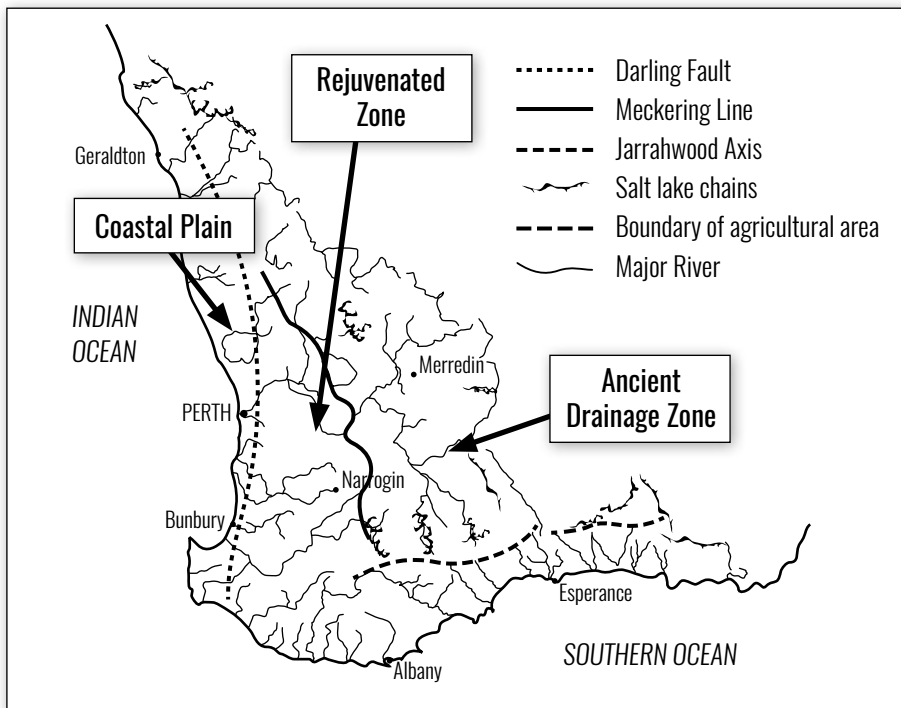 Rejuvenated
Zone
Darling Fault
Meckering Line
Jarrahwood Axis
Salt lake chains
Boundary of agricultural area
Major River
Geraldton
Coastal Plain
INDIAN
OCEAN
Merredin
Ancient
Drainage Zone
PERTH
Narrogin
Bunbury
Esperance
SOUTHERN OCEAN
Albany